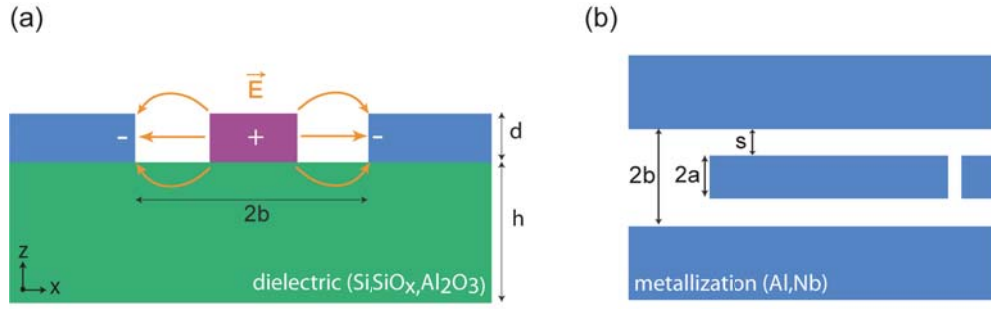 (a)
(b)
E
-
+
-
d
2b
h
z
x
dielectric (Si,SiOx,Al2O3)
s
2b
2a
metallization (Al,Nb)